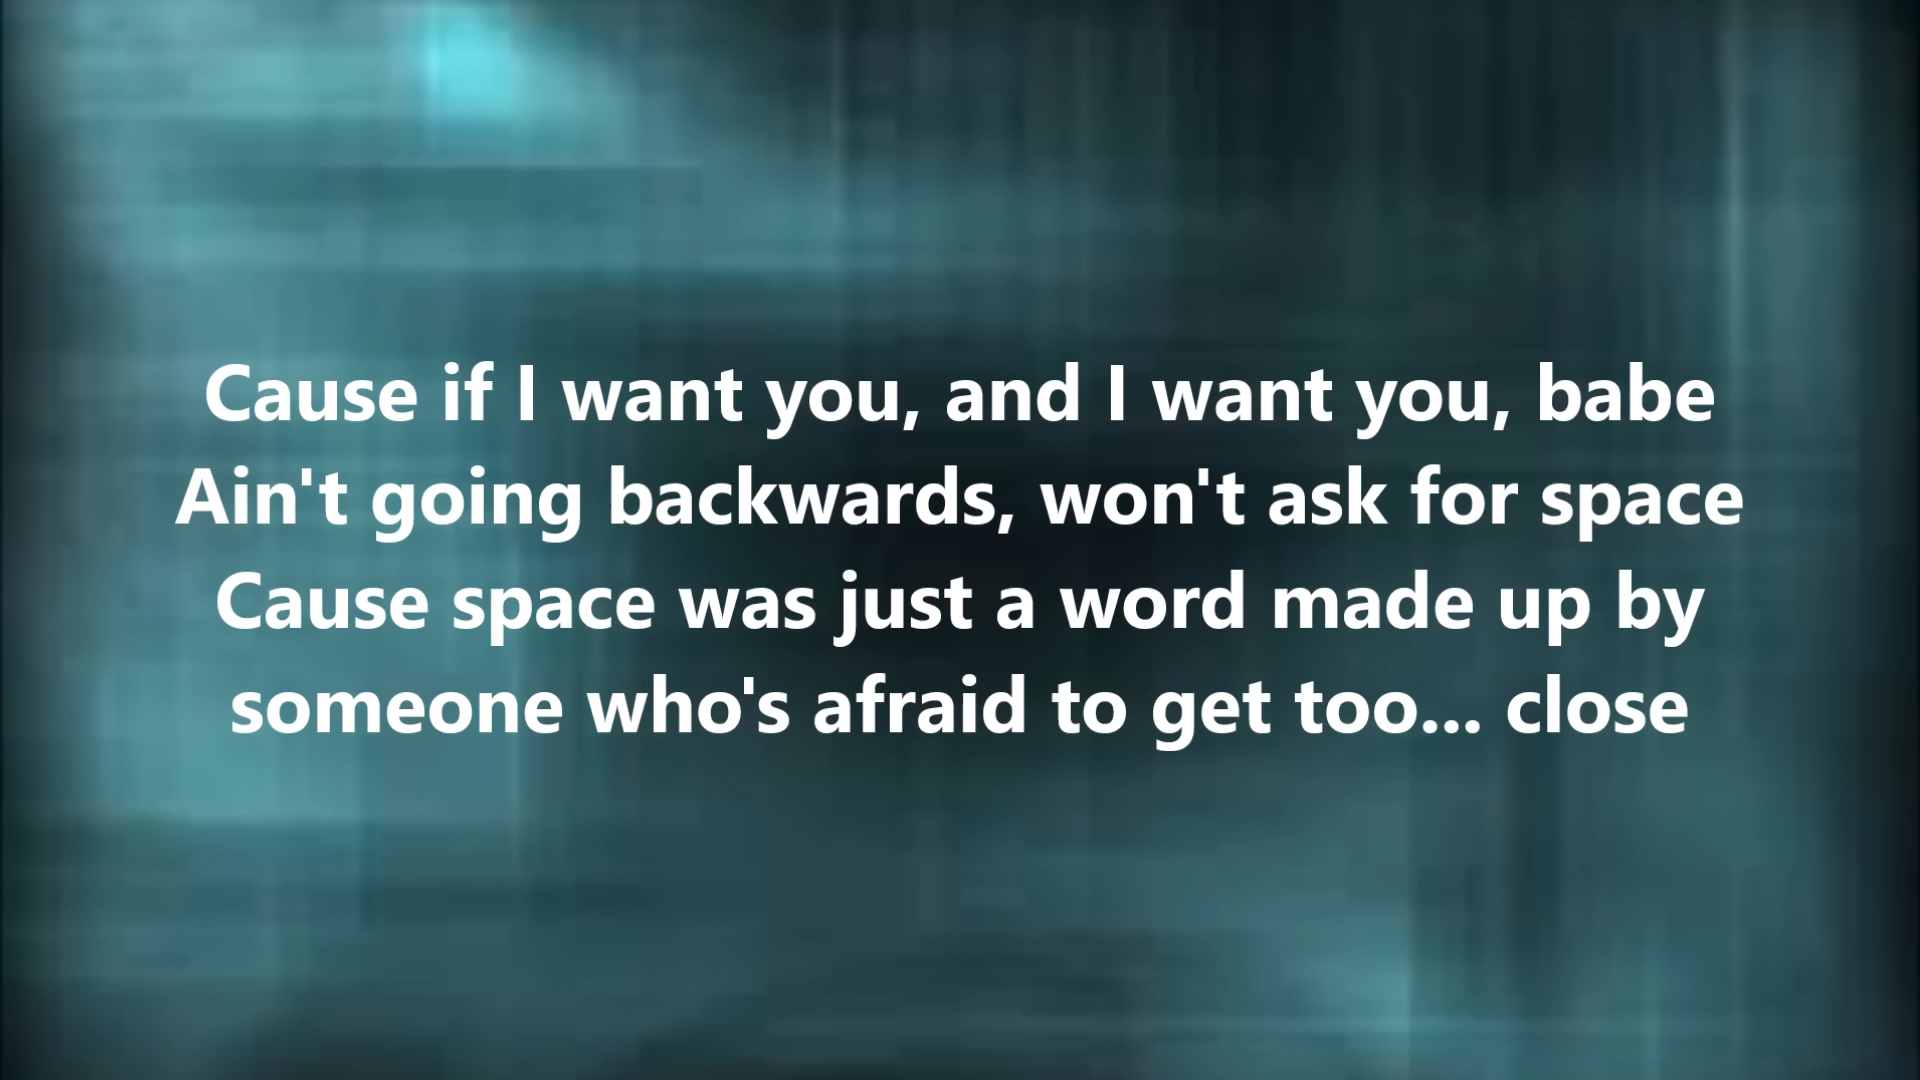 Cause if I want you, and I want you, babe
Ain't going backwards, won't ask for space
Cause space was just a word made up by
someone who's afraid to get too... close